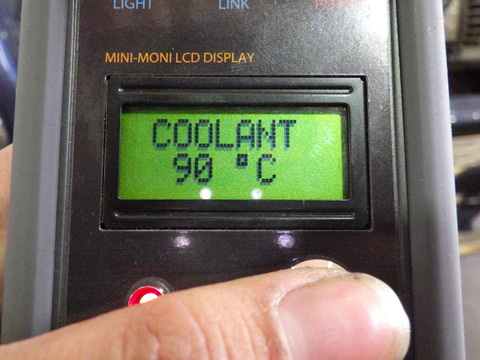 LIGHT LINK
MINI-MONI LCD DISPLAY
COOLANT
90 °C